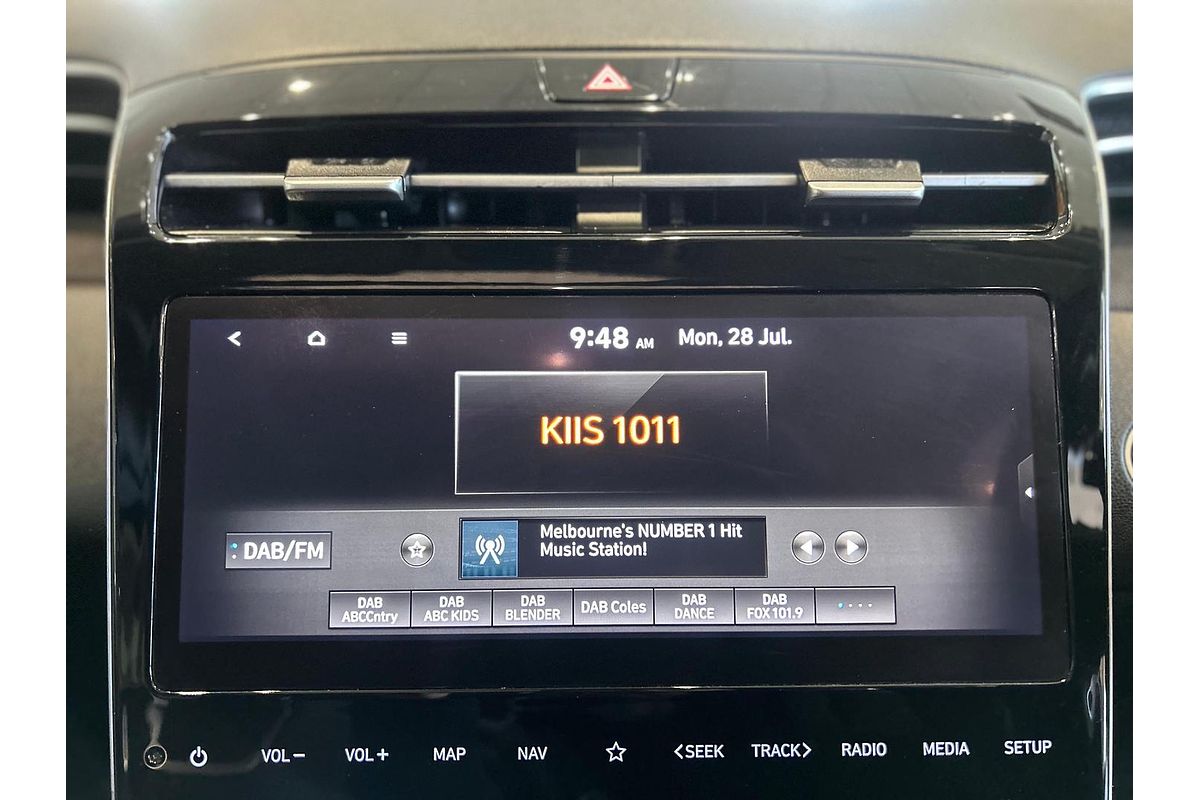 9:48 AM Mon, 28 Jul.
KIIS 1011
DAB/FM
Melbourne's NUMBER 1 Hit
Music Station!
DAB
ABCCntry
DAB
ABC KIDS
DAB
BLENDER
DAB Coles
DAB
DANCE
DAB
FOX 101.9
VOL− VOL+ MAP NAV <SEEK TRACK> RADIO MEDIA SETUP